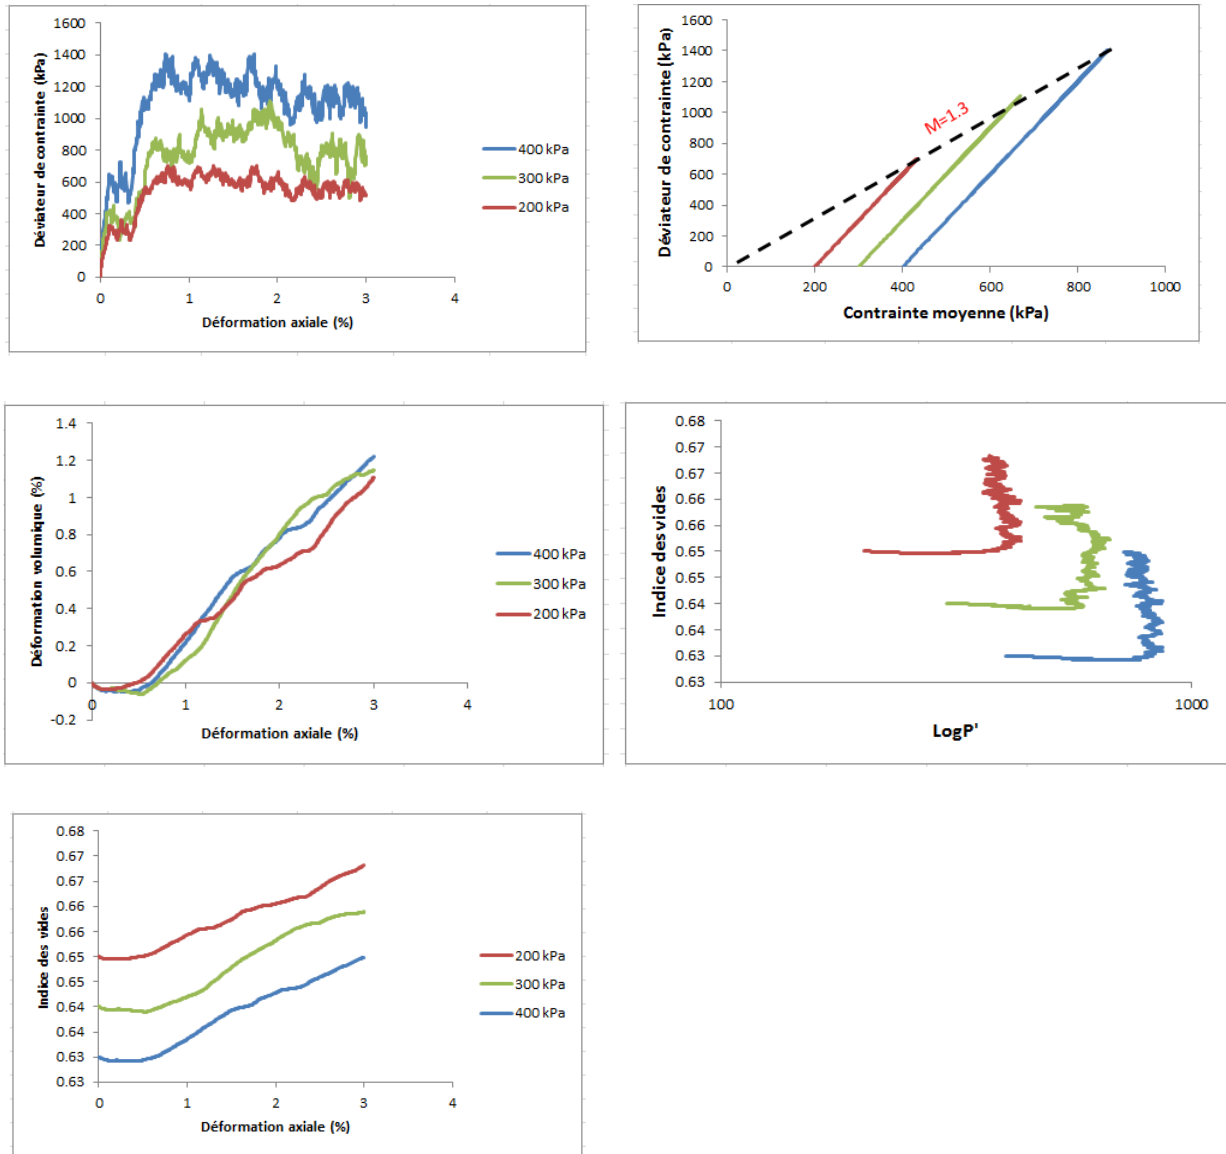 1600
1400
1200
1000
800
600
400
200
0
0 1 2 3 4
Déviateur de contrainte (kPa)
Déformation axiale (%)
400 kPa
300 kPa
200 kPa
1600
1400
1200
1000
800
600
400
200
0
0 200 400 600 800 1000
Déviateur de contrainte (kPa)
Contrainte moyenne (kPa)
M=1.3
1.4
1.2
1
0.8
0.6
0.4
0.2
0
-0.2
0 1 2 3 4
Déformation volumique (%)
Déformation axiale (%)
400 kPa
300 kPa
200 kPa
0.68
0.67
0.67
0.66
0.66
0.65
0.65
0.64
0.64
0.63
0.63
100 1000
Indice des vides
LogP'
0.68
0.67
0.67
0.66
0.66
0.65
0.65
0.64
0.64
0.63
0.63
0 1 2 3 4
Indice des vides
Déformation axiale (%)
200 kPa
300 kPa
400 kPa